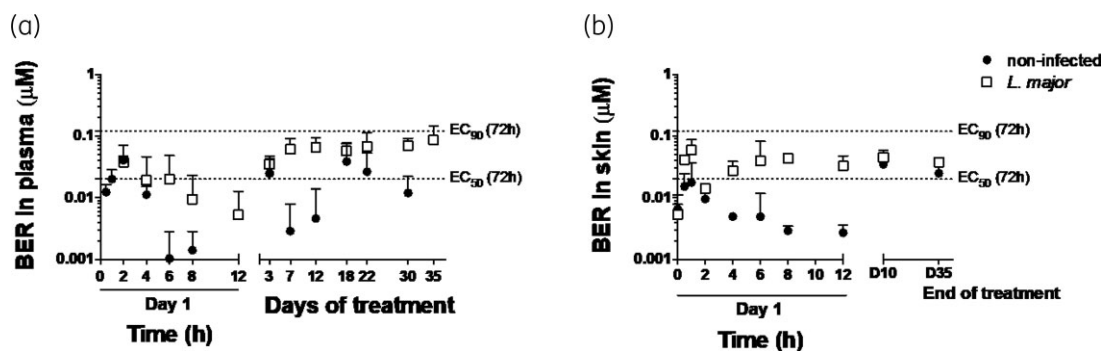 (a)
BER in plasma (µM)
1
0.1
0.01
0.001
EC90 (72h)
EC50 (72h)
0 2 4 6 8 12 3 7 12 18 22 30 35
Day 1
Days of treatment
Time (h)
(b)
non-infected
L. major
BER in skin (µM)
1
0.1
0.01
0.001
EC90 (72h)
EC50 (72h)
0 2 4 6 8 10 12 D10 D35
Day 1
End of treatment
Time (h)